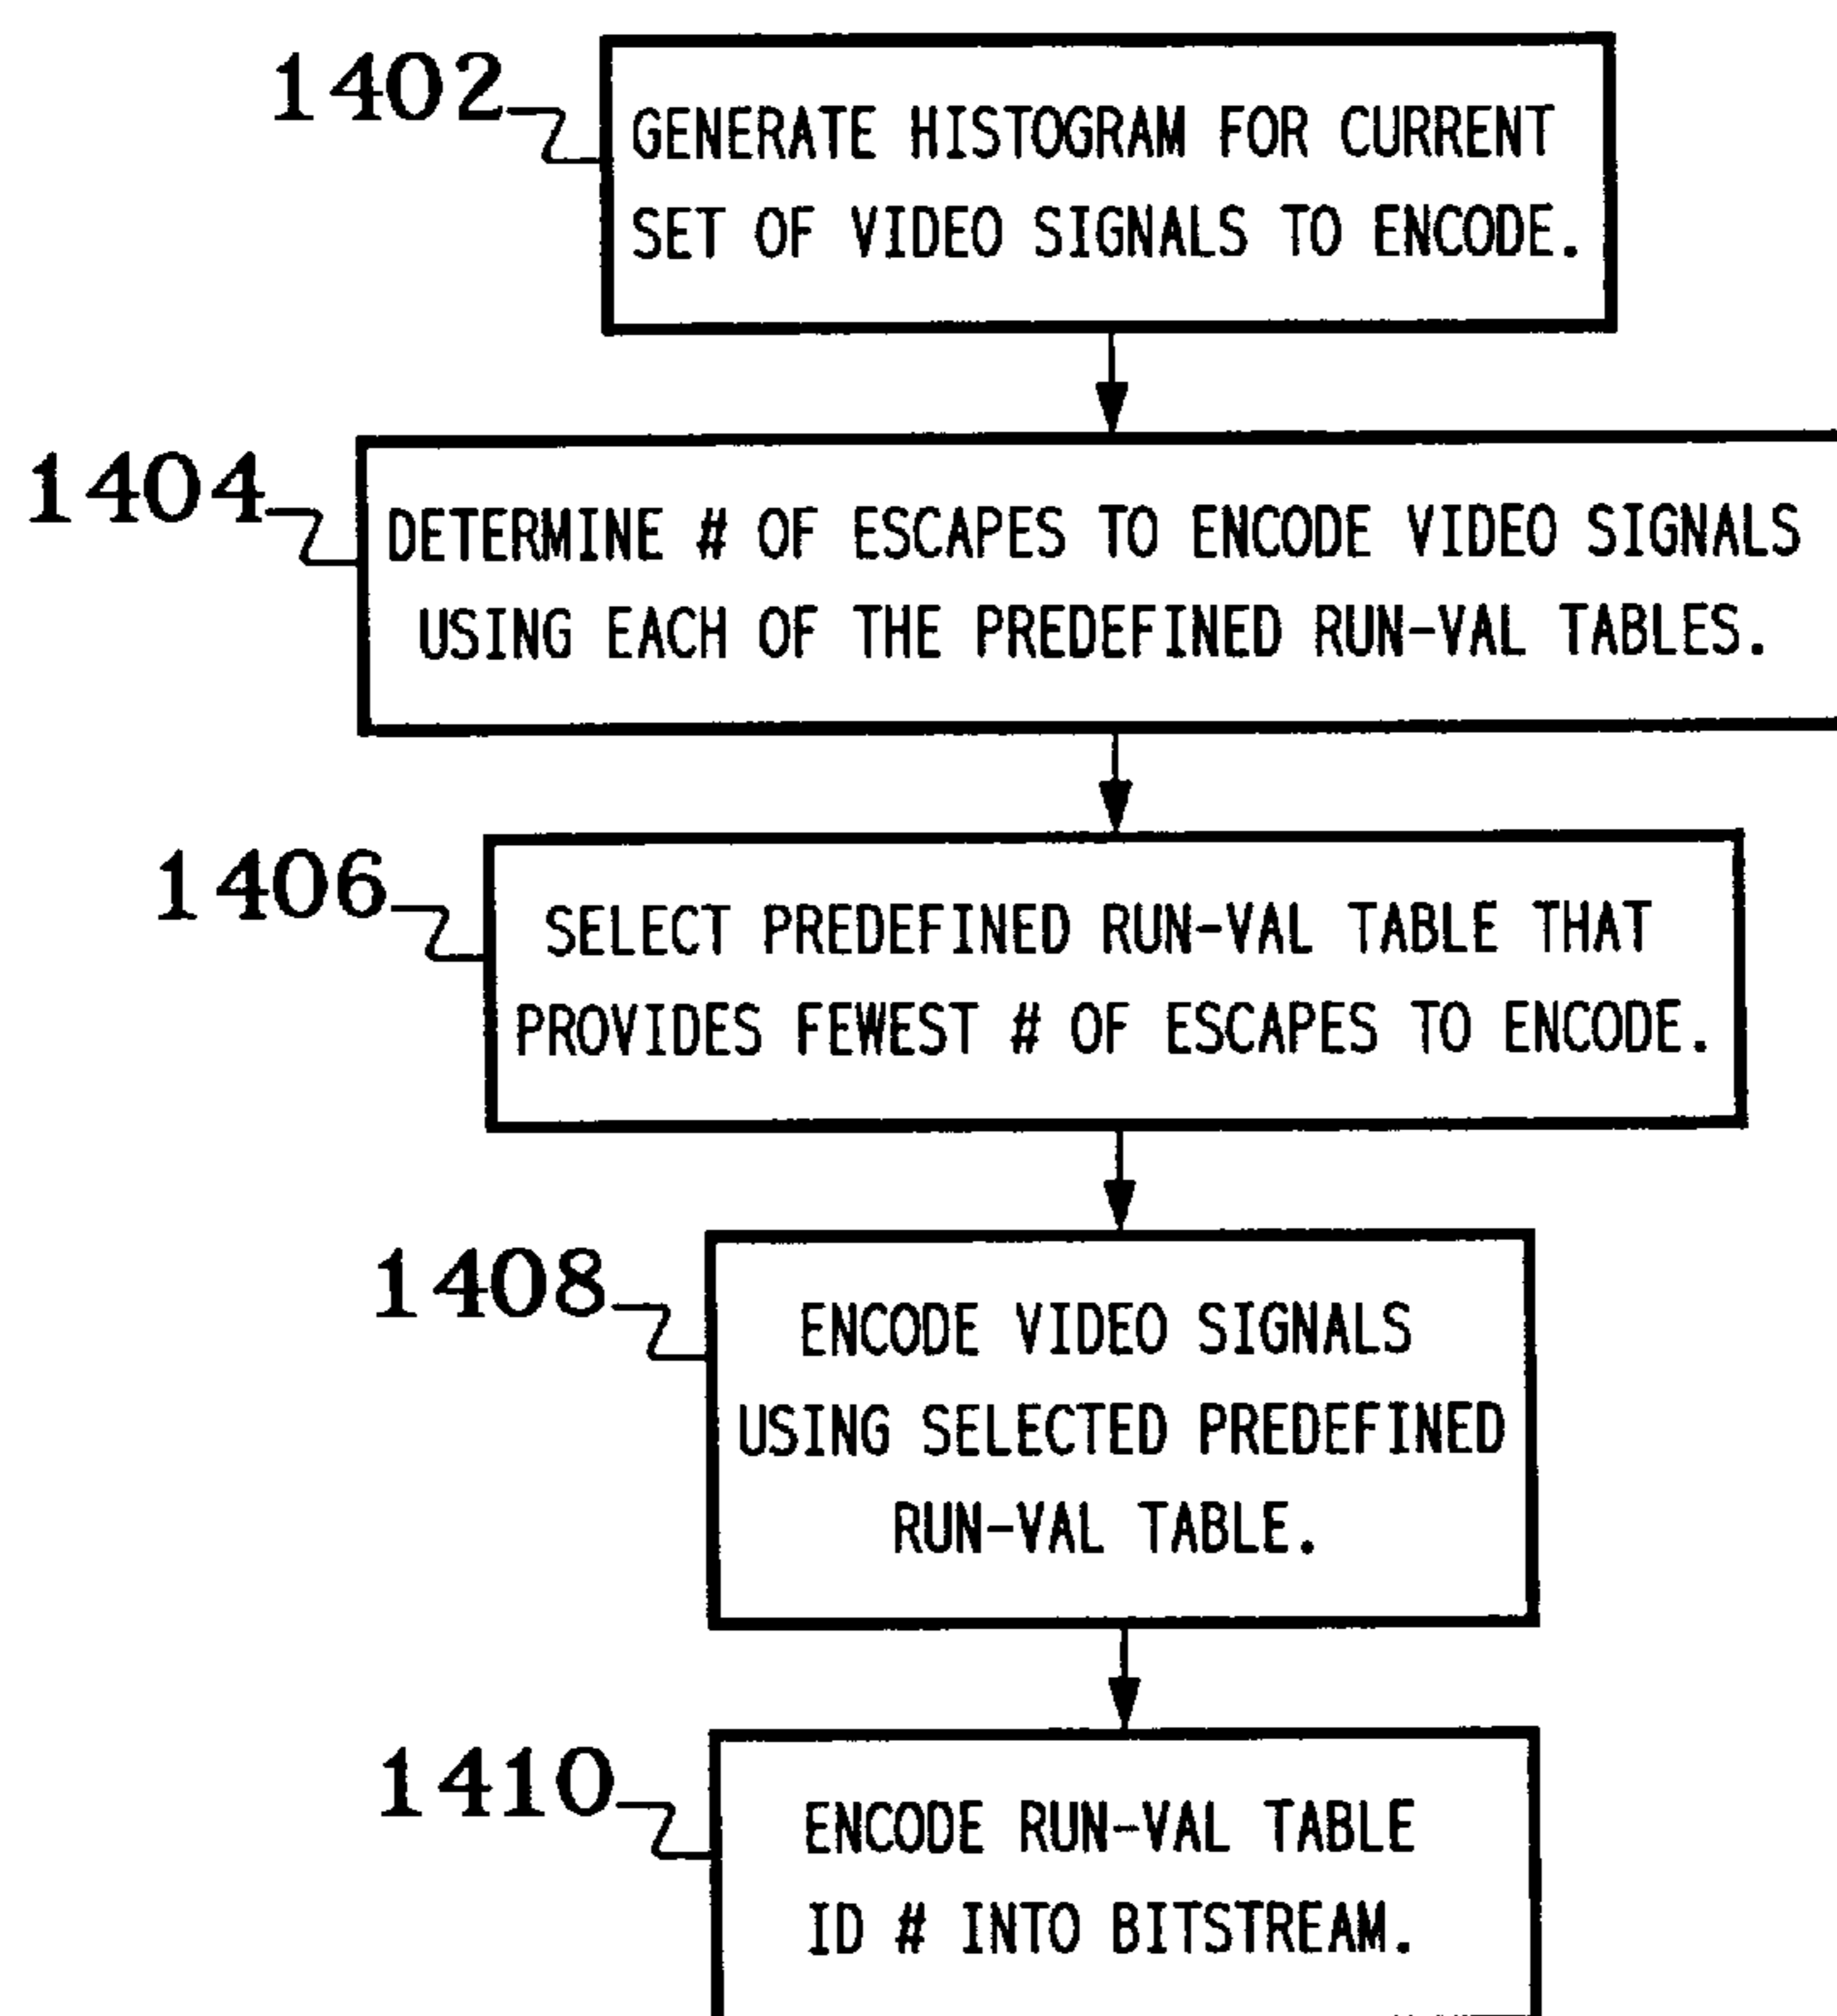 1402
GENERATE HISTOGRAM FOR CURRENT
SET OF VIDEO SIGNALS TO ENCODE.
1404
DETERMINE # OF ESCAPES TO ENCODE VIDEO SIGNALS
USING EACH OF THE PREDEFINED RUN-VAL TABLES.
1406
SELECT PREDEFINED RUN-VAL TABLE THAT
PROVIDES FEWEST # OF ESCAPES TO ENCODE.
1408
ENCODE VIDEO SIGNALS
USING SELECTED PREDEFINED
RUN-VAL TABLE.
1410
ENCODE RUN-VAL TABLE
ID # INTO BITSTREAM.